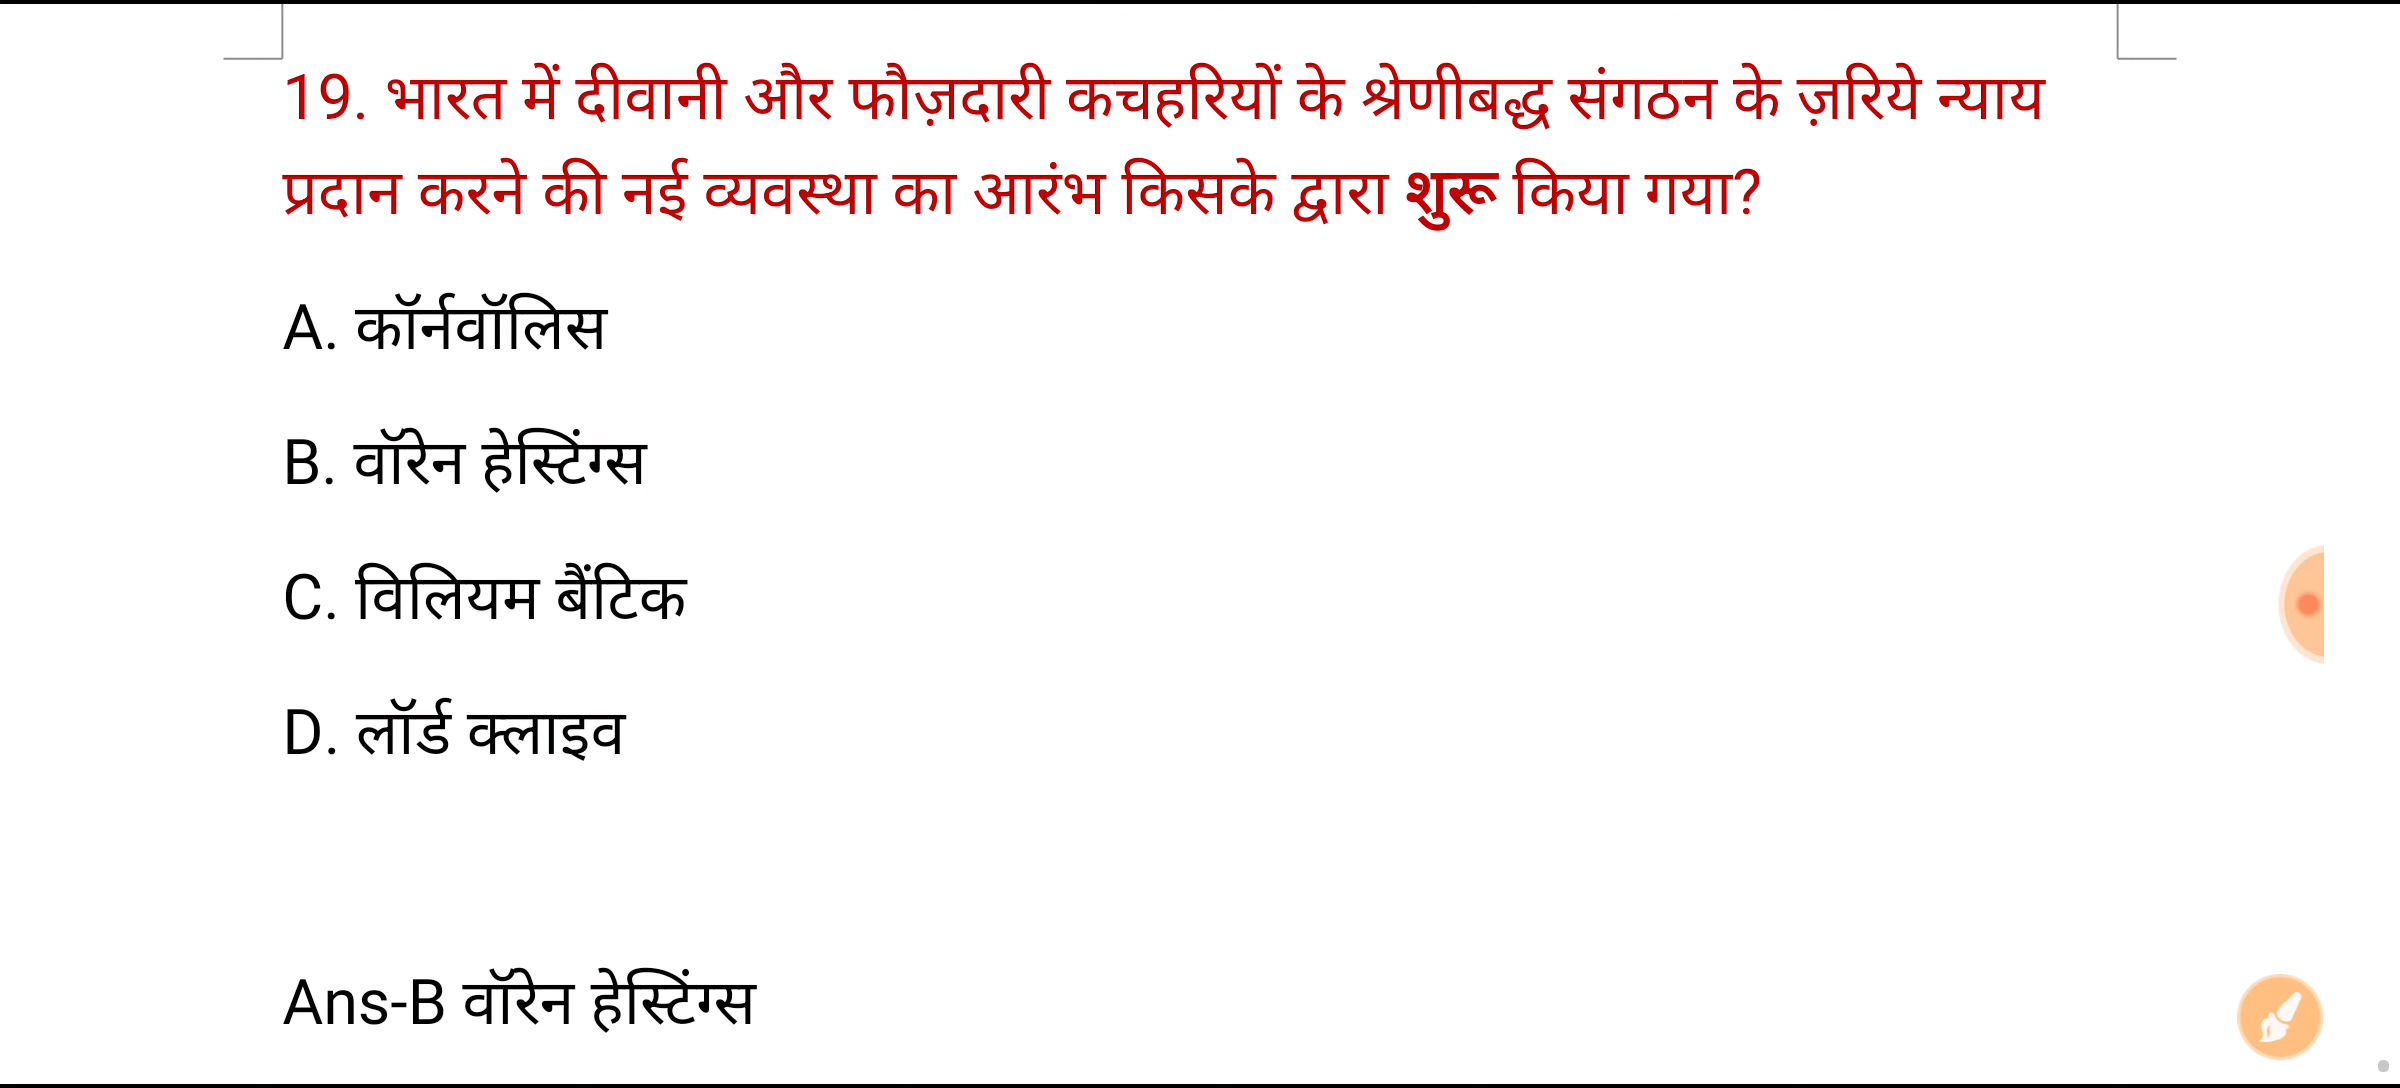 19. भारत में दीवानी और फौज़दारी कचहरियों के श्रेणीबद्ध संगठन के ज़रिये न्याय
प्रदान करने की नई व्यवस्था का आरंभ किसके द्वारा शुरू किया गया?
A. कॉर्नवॉलिस
B. वॉरेन हेस्टिंग्स
C. विलियम बैंटिक
D. लॉर्ड क्लाइव
Ans-B वॉरेन हेस्टिंग्स